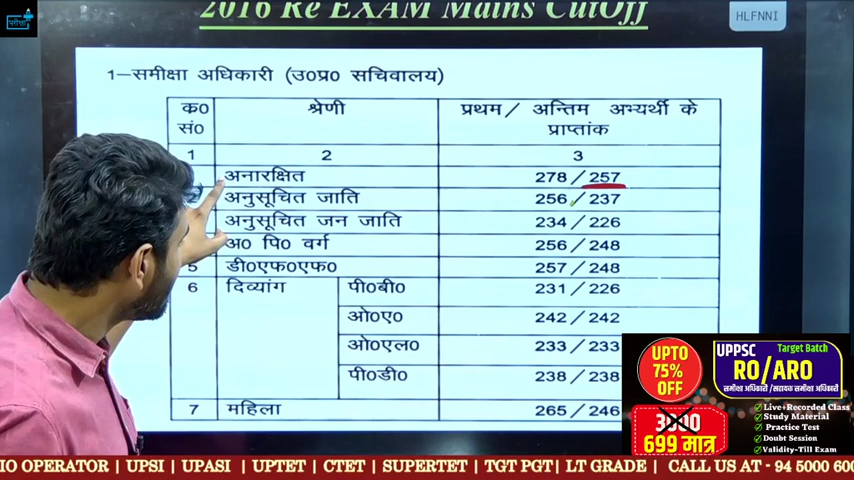 परीक्षा
2016 Re EXAM Mains CutOff
HLFNNI
1–समीक्षा अधिकारी (उ0प्र0 सचिवालय)
क0 सं0 श्रेणी प्रथम / अन्तिम अभ्यर्थी के प्राप्तांक
1 2 3
अनारक्षित 278 / 257
अनुसूचित जाति 256 / 237
अनुसूचित जन जाति 234 / 226
अ0 पि0 वर्ग 256 / 248
5 डी0एफ0एफ0 257 / 248
6 दिव्यांग पी0बी0 231 / 226
ओ0ए0 242 / 242
ओ0एल0 233 / 233
पी0डी0 238 / 238
7 महिला 265 / 246
UPTO
75%
OFF
3000
699 मात्र
UPPSC Target Batch
RO/ARO
समीक्षा अधिकारी/सहायक समीक्षा अधिकारी
Live+Recorded Class
Study Material
Practice Test
Doubt Session
Validity-Till Exam
IO OPERATOR | UPSI | UPASI | UPTET | CTET | SUPERTET | TGT PGT| LT GRADE | CALL US AT - 94 5000 600